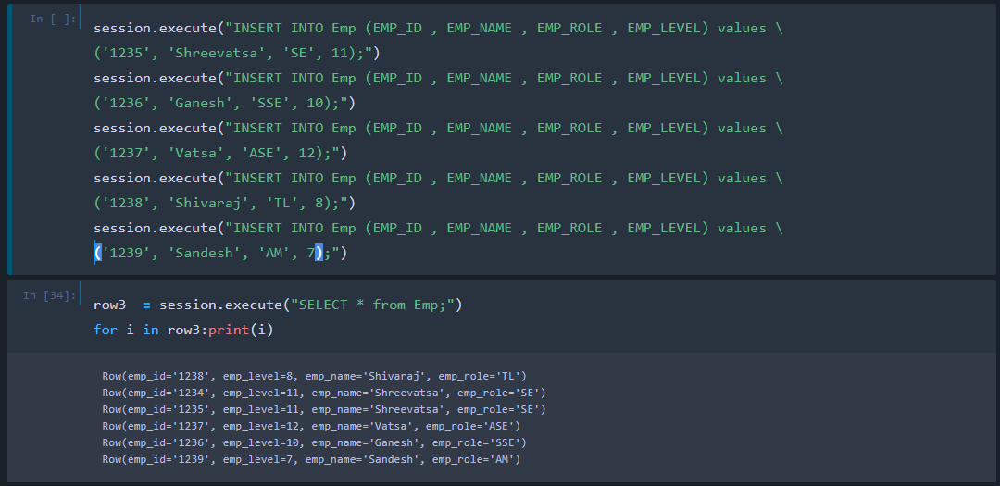 In [ ]:
session.execute("INSERT INTO Emp (EMP_ID , EMP_NAME , EMP_ROLE , EMP_LEVEL) values \
('1235', 'Shreevatsa', 'SE', 11);")
session.execute("INSERT INTO Emp (EMP_ID , EMP_NAME , EMP_ROLE , EMP_LEVEL) values \
('1236', 'Ganesh', 'SSE', 10);")
session.execute("INSERT INTO Emp (EMP_ID , EMP_NAME , EMP_ROLE , EMP_LEVEL) values \
('1237', 'Vatsa', 'ASE', 12);")
session.execute("INSERT INTO Emp (EMP_ID , EMP_NAME , EMP_ROLE , EMP_LEVEL) values \
('1238', 'Shivaraj', 'TL', 8);")
session.execute("INSERT INTO Emp (EMP_ID , EMP_NAME , EMP_ROLE , EMP_LEVEL) values \
('1239', 'Sandesh', 'AM', 7);")
In [34]:
row3  = session.execute("SELECT * from Emp;")
for i in row3:print(i)
Row(emp_id='1238', emp_level=8, emp_name='Shivaraj', emp_role='TL')
Row(emp_id='1234', emp_level=11, emp_name='Shreevatsa', emp_role='SE')
Row(emp_id='1235', emp_level=11, emp_name='Shreevatsa', emp_role='SE')
Row(emp_id='1237', emp_level=12, emp_name='Vatsa', emp_role='ASE')
Row(emp_id='1236', emp_level=10, emp_name='Ganesh', emp_role='SSE')
Row(emp_id='1239', emp_level=7, emp_name='Sandesh', emp_role='AM')